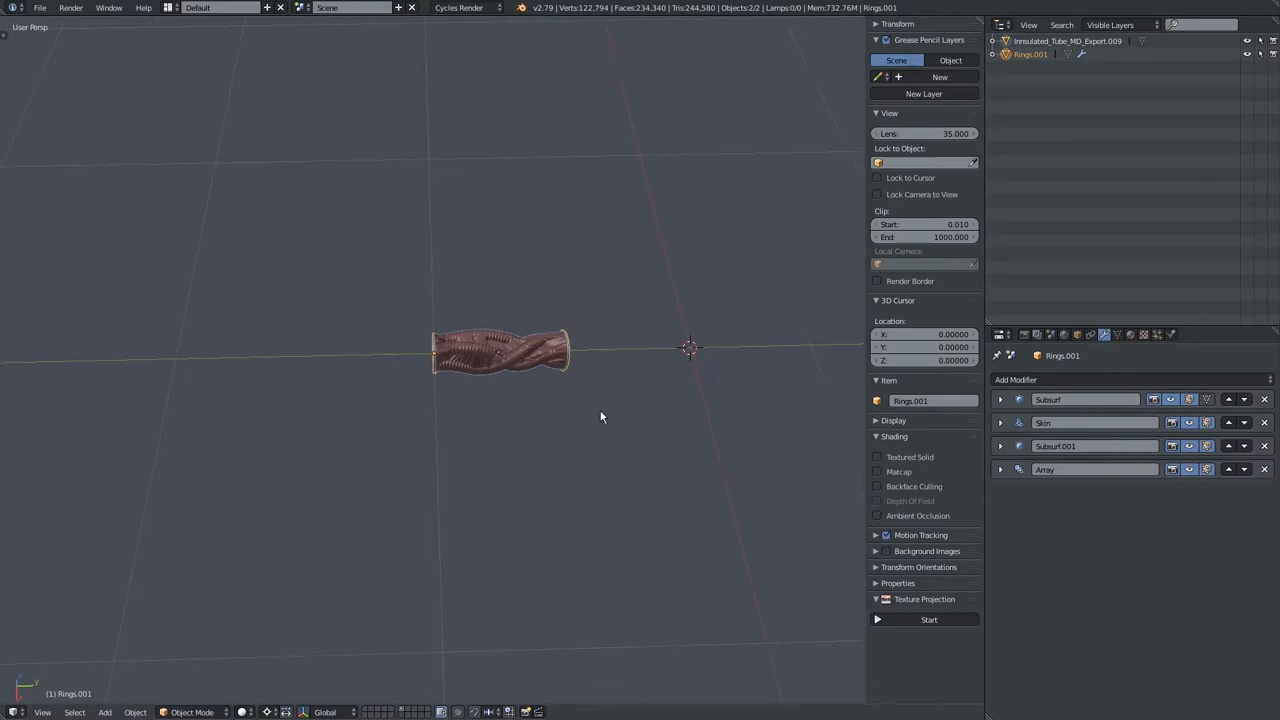 File Render Window Help Default Scene Cycles Render v2.79 | Verts:122,794 | Faces:234,340 | Tris:244,580 | Objects:2/2 | Lamps:0/0 | Mem:732.76M | Rings.001
User Persp
Transform
Grease Pencil Layers
Scene Object
New
New Layer
View
Lens: 35.000
Lock to Object:
Lock to Cursor
Lock Camera to View
Clip:
Start: 0.010
End: 1000.000
Local Camera:
Render Border
3D Cursor
Location:
X: 0.00000
Y: 0.00000
Z: 0.00000
Item
Rings.001
Display
Shading
Textured Solid
Matcap
Backface Culling
Depth Of Field
Ambient Occlusion
Motion Tracking
Background Images
Transform Orientations
Properties
Texture Projection
Start
View Search Visible Layers
Innsulated_Tube_MD_Export.009
Rings.001
Rings.001
Add Modifier
Subsurf
Skin
Subsurf.001
Array
z
y
x
(1) Rings.001
View Select Add Object Object Mode Global